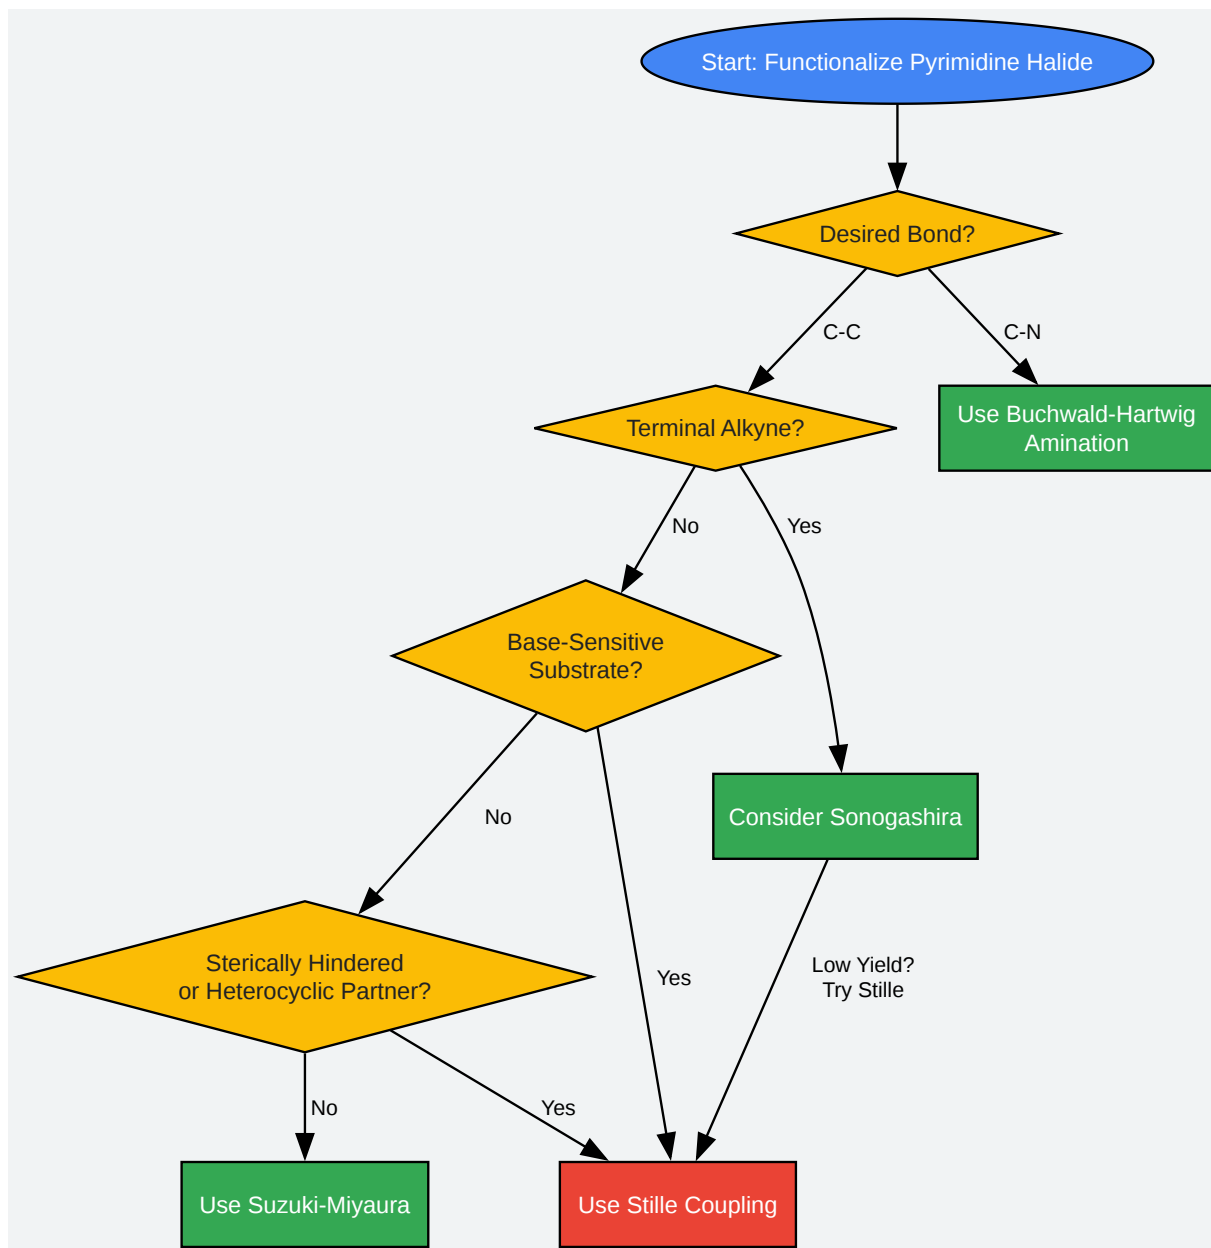 Start: Functionalize Pyrimidine Halide
Desired Bond?
C-C
C-N
Terminal Alkyne?
Use Buchwald-Hartwig
Amination
No
Yes
Base-Sensitive
Substrate?
No
Consider Sonogashira
Sterically Hindered
or Heterocyclic Partner?
Yes
Low Yield?
Try Stille
No
Yes
Use Suzuki-Miyaura
Use Stille Coupling